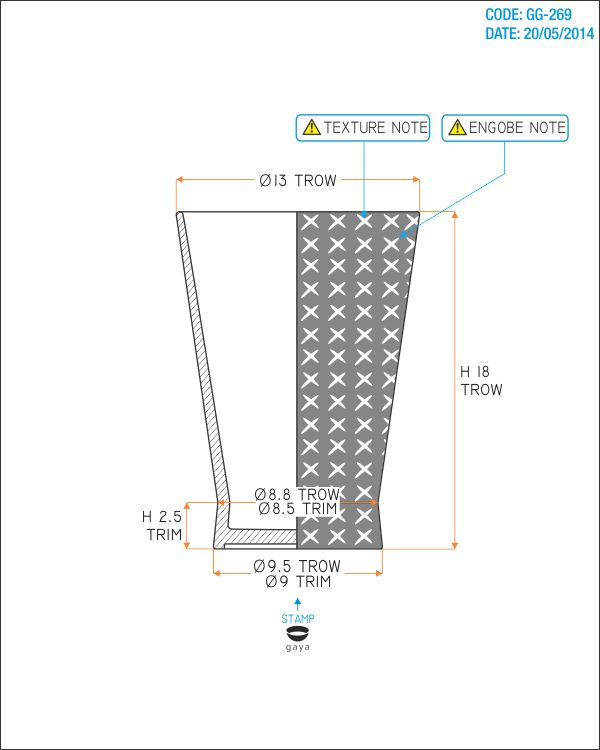 CODE: GG-269
DATE: 20/05/2014
TEXTURE NOTE
ENGOBE NOTE
Ø13 TROW
H 18
TROW
Ø8.8 TROW
Ø8.5 TRIM
H 2.5
TRIM
Ø9.5 TROW
Ø9 TRIM
STAMP
gaya